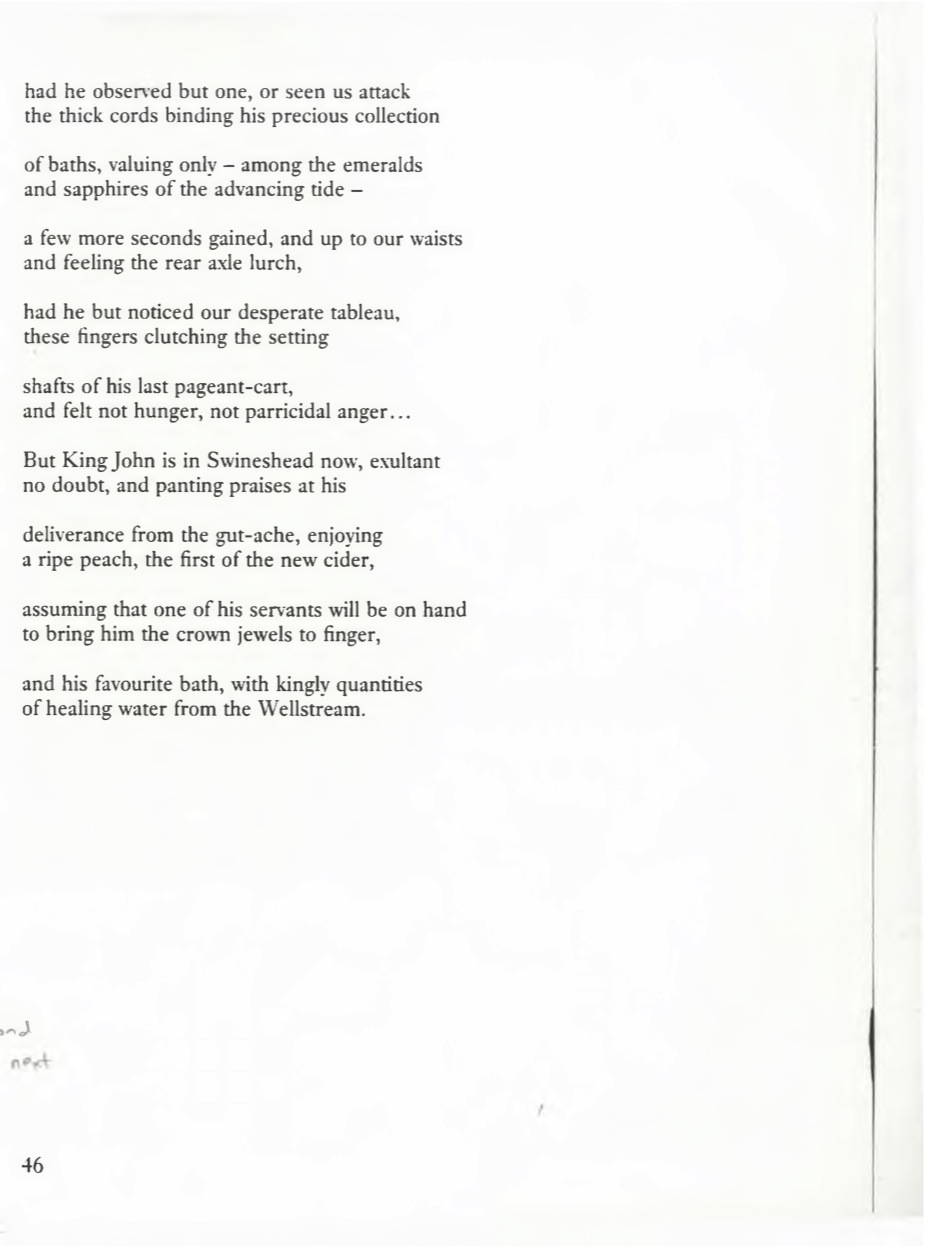 had he observed but one, or seen us attack
the thick cords binding his precious collection

of baths, valuing only – among the emeralds
and sapphires of the advancing tide –

a few more seconds gained, and up to our waists
and feeling the rear axle lurch,

had he but noticed our desperate tableau,
these fingers clutching the setting

shafts of his last pageant-cart,
and felt not hunger, not parricidal anger...

But King John is in Swineshead now, exultant
no doubt, and panting praises at his

deliverance from the gut-ache, enjoying
a ripe peach, the first of the new cider,

assuming that one of his servants will be on hand
to bring him the crown jewels to finger,

and his favourite bath, with kingly quantities
of healing water from the Wellstream.

next

46